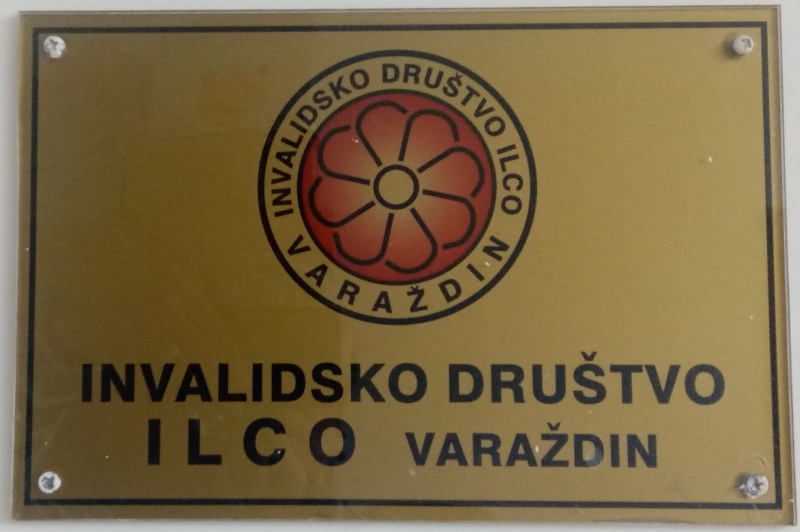 INVALIDSKO DRUŠTVO ILCO
VARAŽDIN
INVALIDSKO DRUŠTVO
ILCO VARAŽDIN